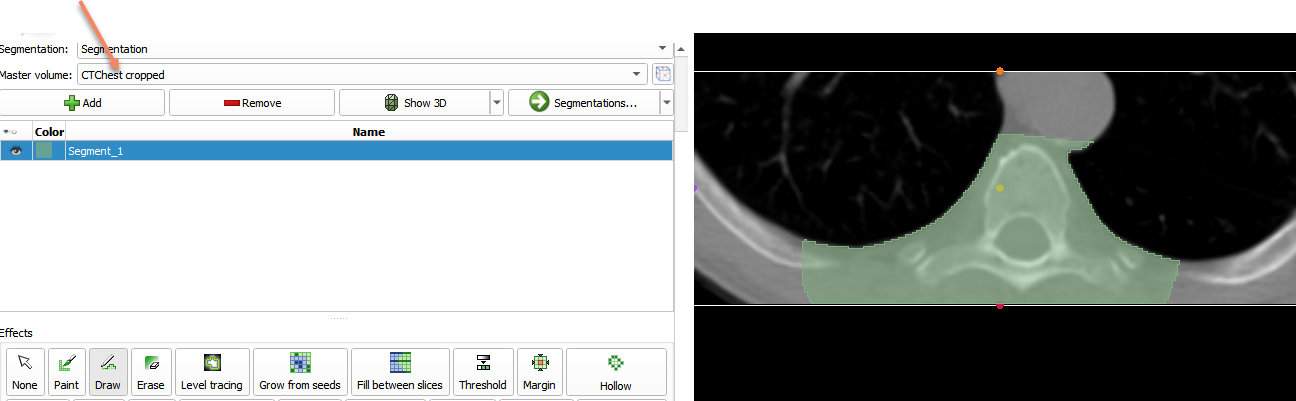 Segmentation: Segmentation
Master volume: CTChest cropped
Add Remove Show 3D Segmentations...
Color Name
Segment_1
Effects
None Paint Draw Erase Level tracing Grow from seeds Fill between slices Threshold Margin Hollow